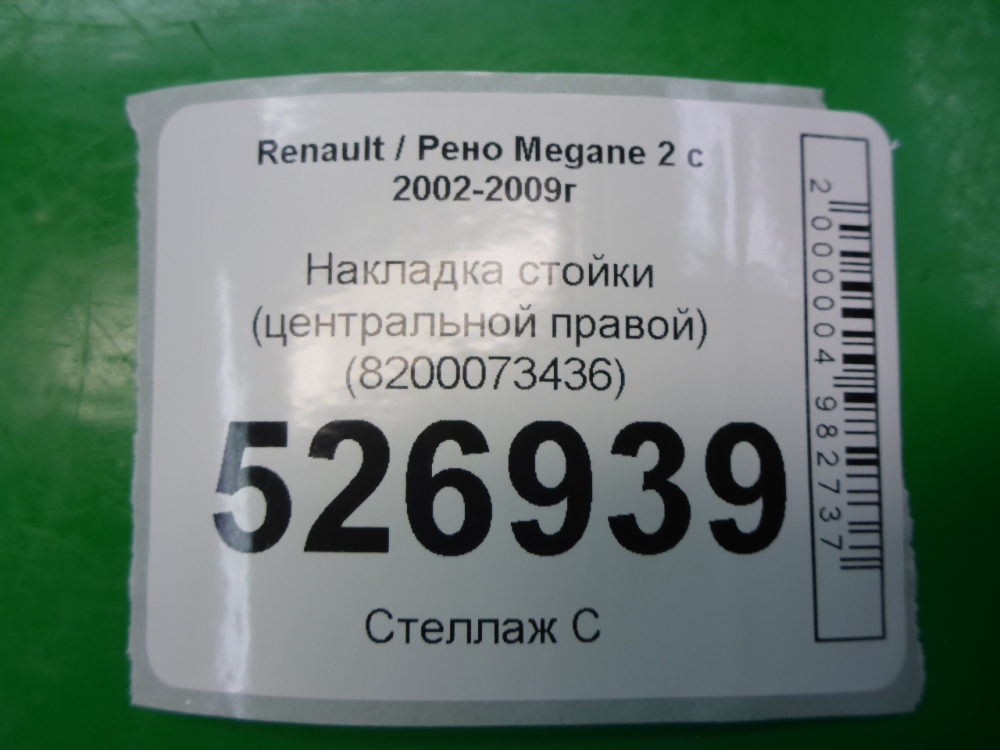 Renault / Рено Megane 2 с
2002-2009г
Накладка стойки
(центральной правой)
(8200073436)
526939
Стеллаж С
2000004982737